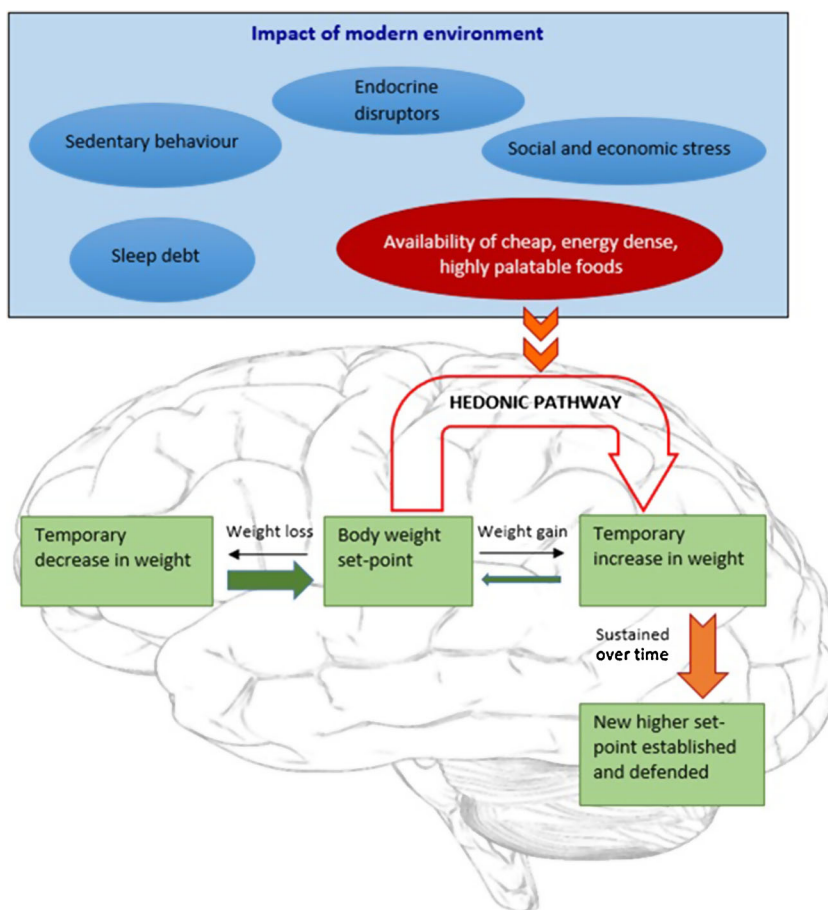 Impact of modern environment
Endocrine
disruptors
Sedentary behaviour
Social and economic stress
Sleep debt
Availability of cheap, energy dense,
highly palatable foods
HEDONIC PATHWAY
Temporary
decrease in weight
Weight loss
Body weight
set-point
Weight gain
Temporary
increase in weight
Sustained
over time
New higher set-
point established
and defended